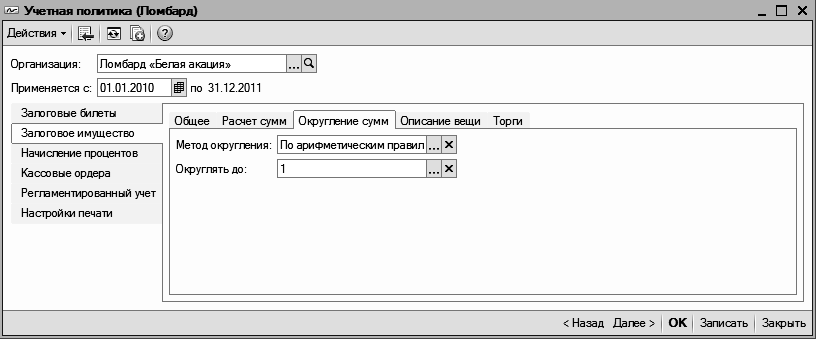 Учетная политика (Ломбард)
Действия
Организация: Ломбард «Белая акация» ...
Применяется с: 01.01.2010 по 31.12.2011
Залоговые билеты
Залоговое имущество
Начисление процентов
Кассовые ордера
Регламентированный учет
Настройки печати
Общее Расчет сумм Округление сумм Описание вещи Торги
Метод округления: По арифметическим правил ...
Округлять до: 1 ...
< Назад Далее > OK Записать Закрыть